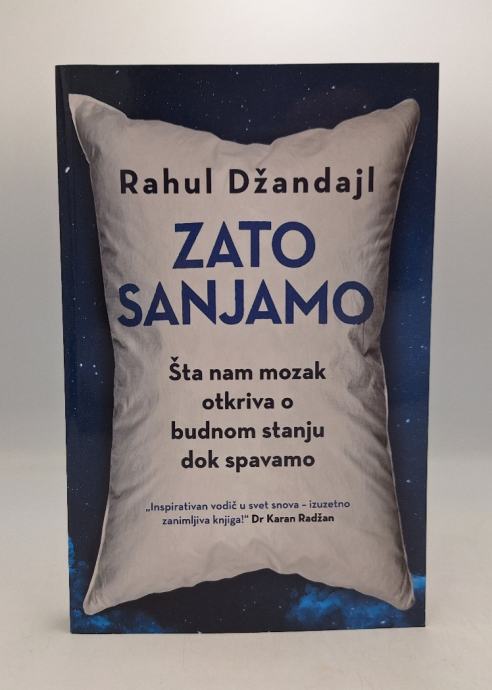 Rahul Džandajl
ZATO
SANJAMO
Šta nam mozak
otkriva o
budnom stanju
dok spavamo
„Inspirativan vodič u svet snova – izuzetno
zanimljiva knjiga!“ Dr Karan Radžan